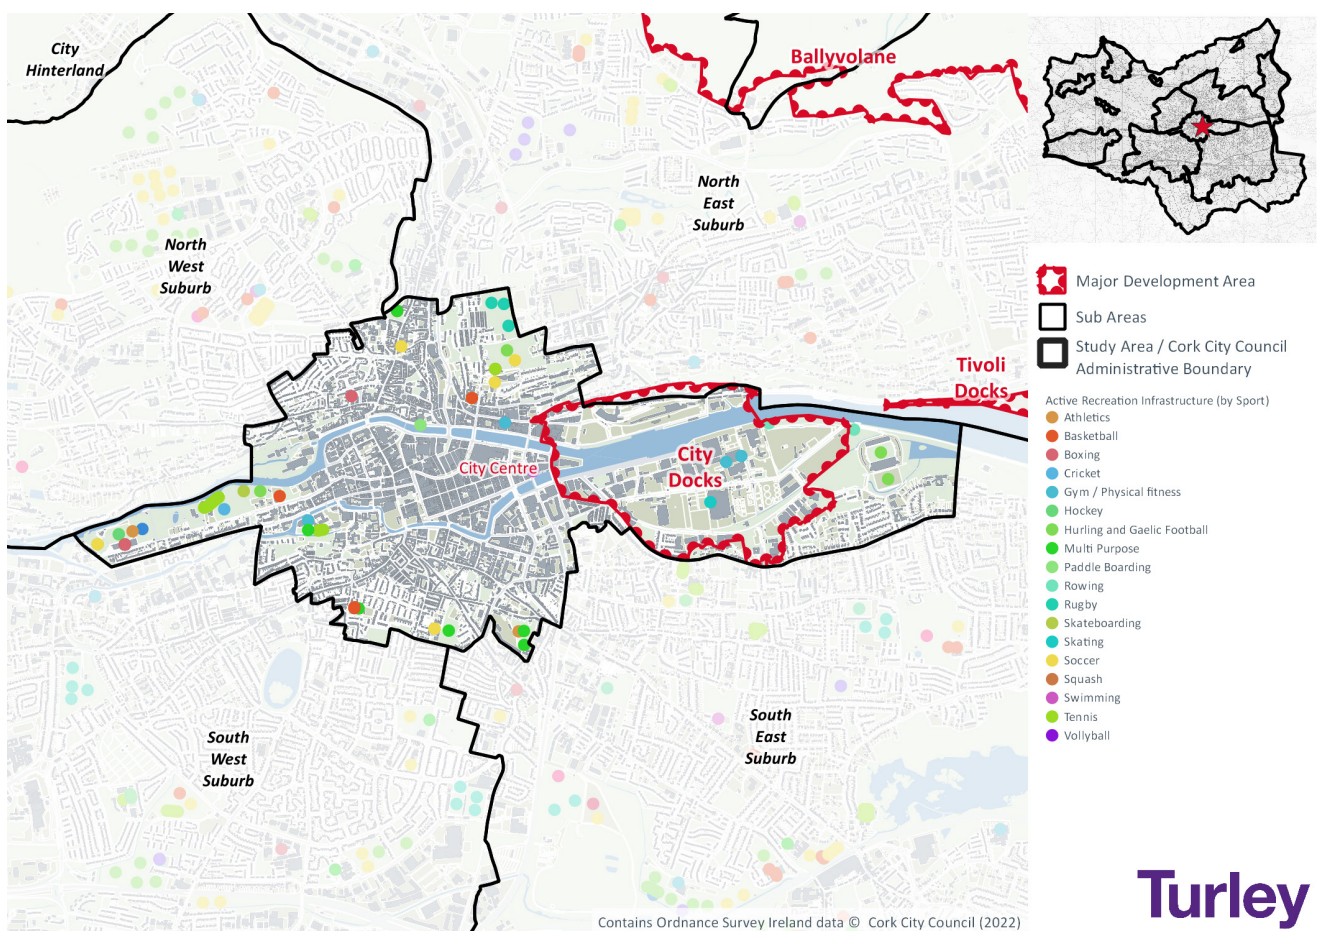 City
Hinterland
Ballyvolane
North
East
Suburb
North
West
Suburb
Tivoli
Docks
City
Docks
City Centre
South
West
Suburb
South
East
Suburb
Contains Ordnance Survey Ireland data © Cork City Council (2022)
Major Development Area
Sub Areas
Study Area / Cork City Council
Administrative Boundary
Active Recreation Infrastructure (by Sport)
Athletics
Basketball
Boxing
Cricket
Gym / Physical fitness
Hockey
Hurling and Gaelic Football
Multi Purpose
Paddle Boarding
Rowing
Rugby
Skateboarding
Skating
Soccer
Squash
Swimming
Tennis
Vollyball
Turley